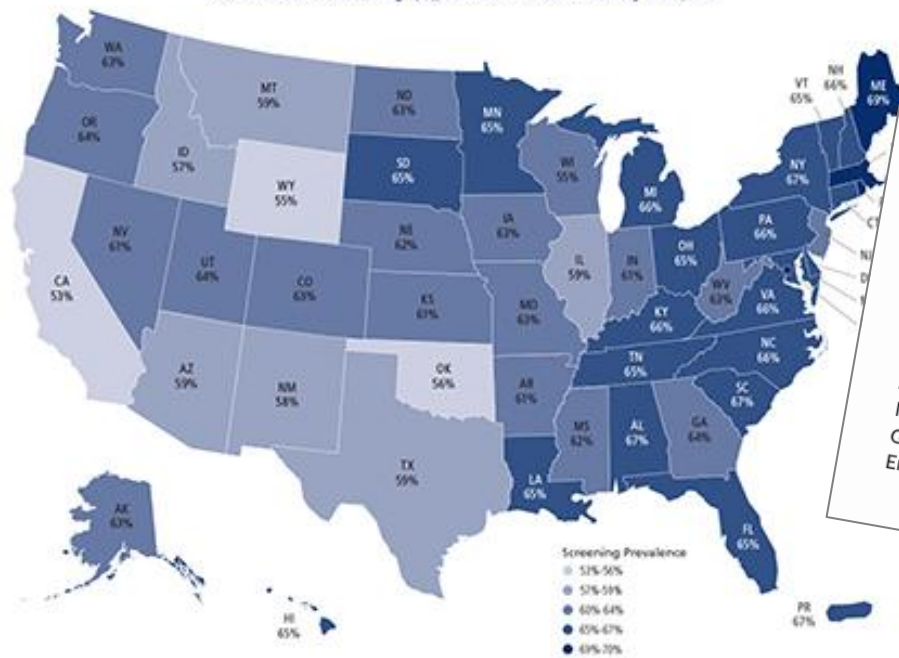 WA
63%
OR
64%
CA
53%
NV
61%
ID
57%
MT
59%
WY
55%
UT
64%
CO
63%
AZ
59%
NM
58%
ND
63%
SD
65%
NE
62%
KS
61%
OK
56%
TX
59%
MN
65%
IA
63%
MO
63%
AR
61%
LA
65%
WI
55%
IL
59%
MI
66%
IN
61%
OH
65%
KY
66%
TN
65%
MS
62%
AL
67%
GA
64%
FL
65%
SC
67%
NC
66%
VA
66%
WV
63%
PA
66%
NY
67%
VT
65%
NH
66%
ME
69%
CT
NJ
AK
63%
HI
65%
PR
67%
Screening Prevalence
53%-56%
57%-59%
60%-64%
65%-67%
69%-70%